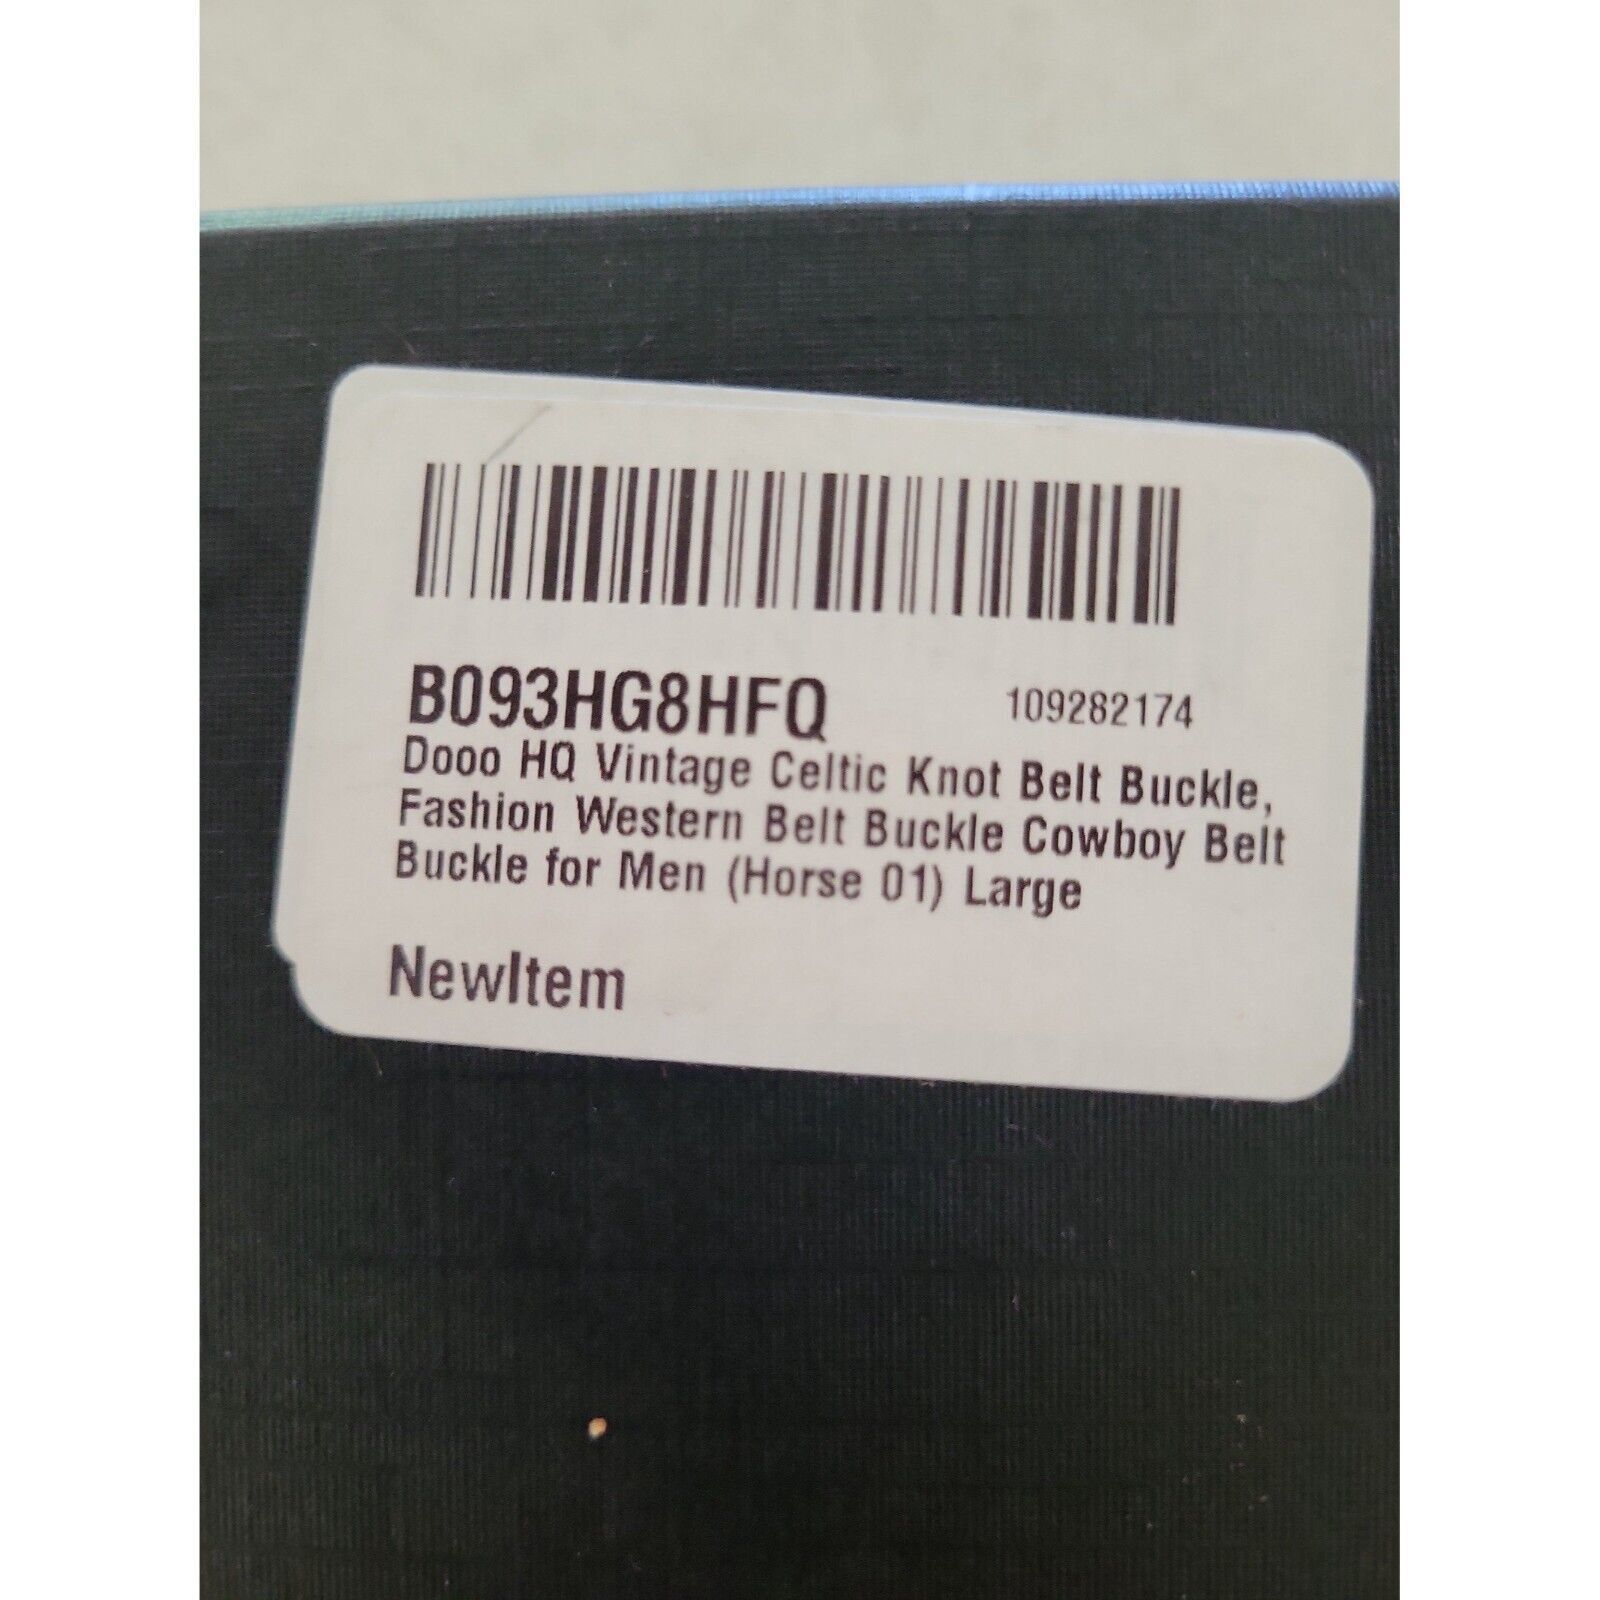 B093HG8HFQ 109282174
Dooo HQ Vintage Celtic Knot Belt Buckle,
Fashion Western Belt Buckle Cowboy Belt
Buckle for Men (Horse 01) Large
NewItem